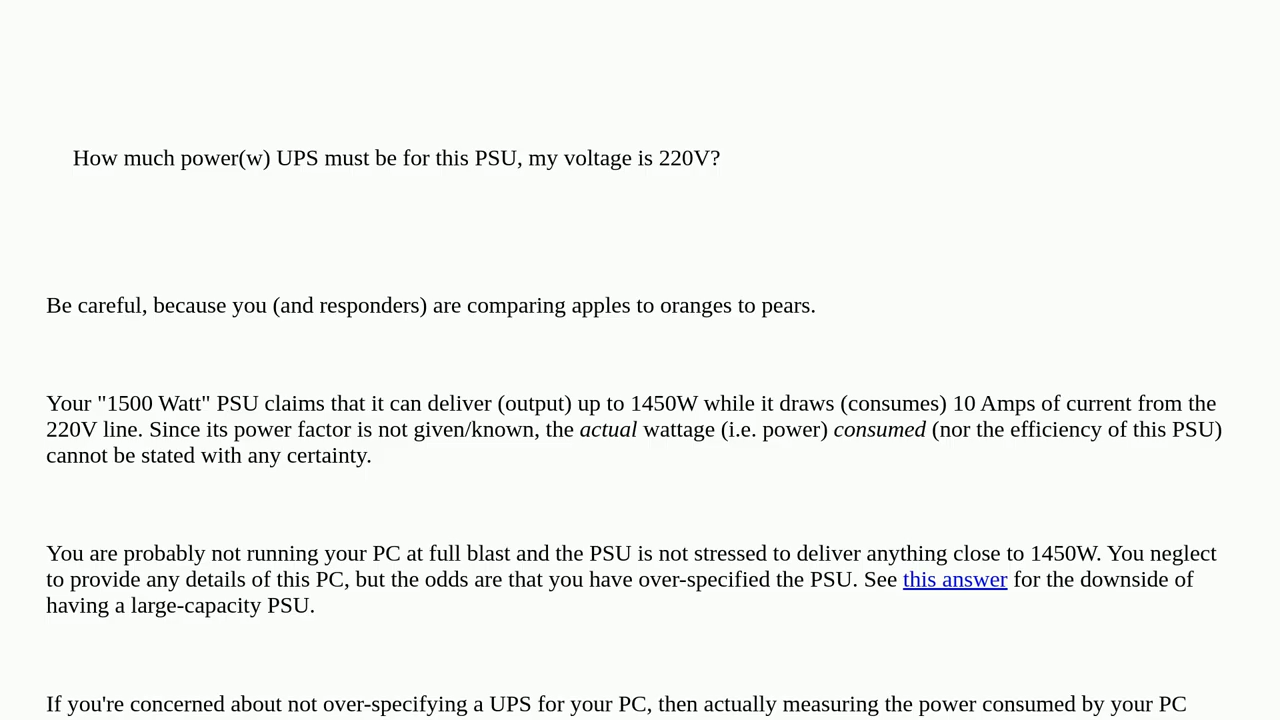 How much power(w) UPS must be for this PSU, my voltage is 220V?
Be careful, because you (and responders) are comparing apples to oranges to pears.
Your "1500 Watt" PSU claims that it can deliver (output) up to 1450W while it draws (consumes) 10 Amps of current from the
220V line. Since its power factor is not given/known, the actual wattage (i.e. power) consumed (nor the efficiency of this PSU)
cannot be stated with any certainty.
You are probably not running your PC at full blast and the PSU is not stressed to deliver anything close to 1450W. You neglect
to provide any details of this PC, but the odds are that you have over-specified the PSU. See this answer for the downside of
having a large-capacity PSU.
If you're concerned about not over-specifying a UPS for your PC, then actually measuring the power consumed by your PC